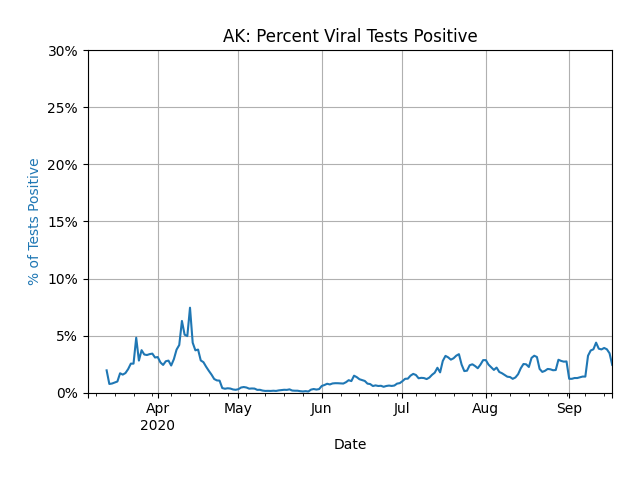 AK: Percent Viral Tests Positive
30%
25%
20%
15%
10%
5%
0%
% of Tests Positive
Apr
2020
May
Jun
Jul
Aug
Sep
Date